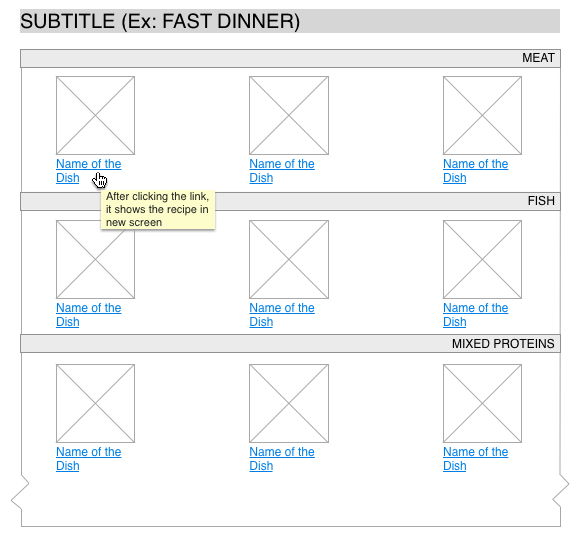 SUBTITLE (Ex: FAST DINNER)
MEAT
Name of the
Dish
Name of the
Dish
Name of the
Dish
After clicking the link,
it shows the recipe in
new screen
FISH
Name of the
Dish
Name of the
Dish
Name of the
Dish
MIXED PROTEINS
Name of the
Dish
Name of the
Dish
Name of the
Dish